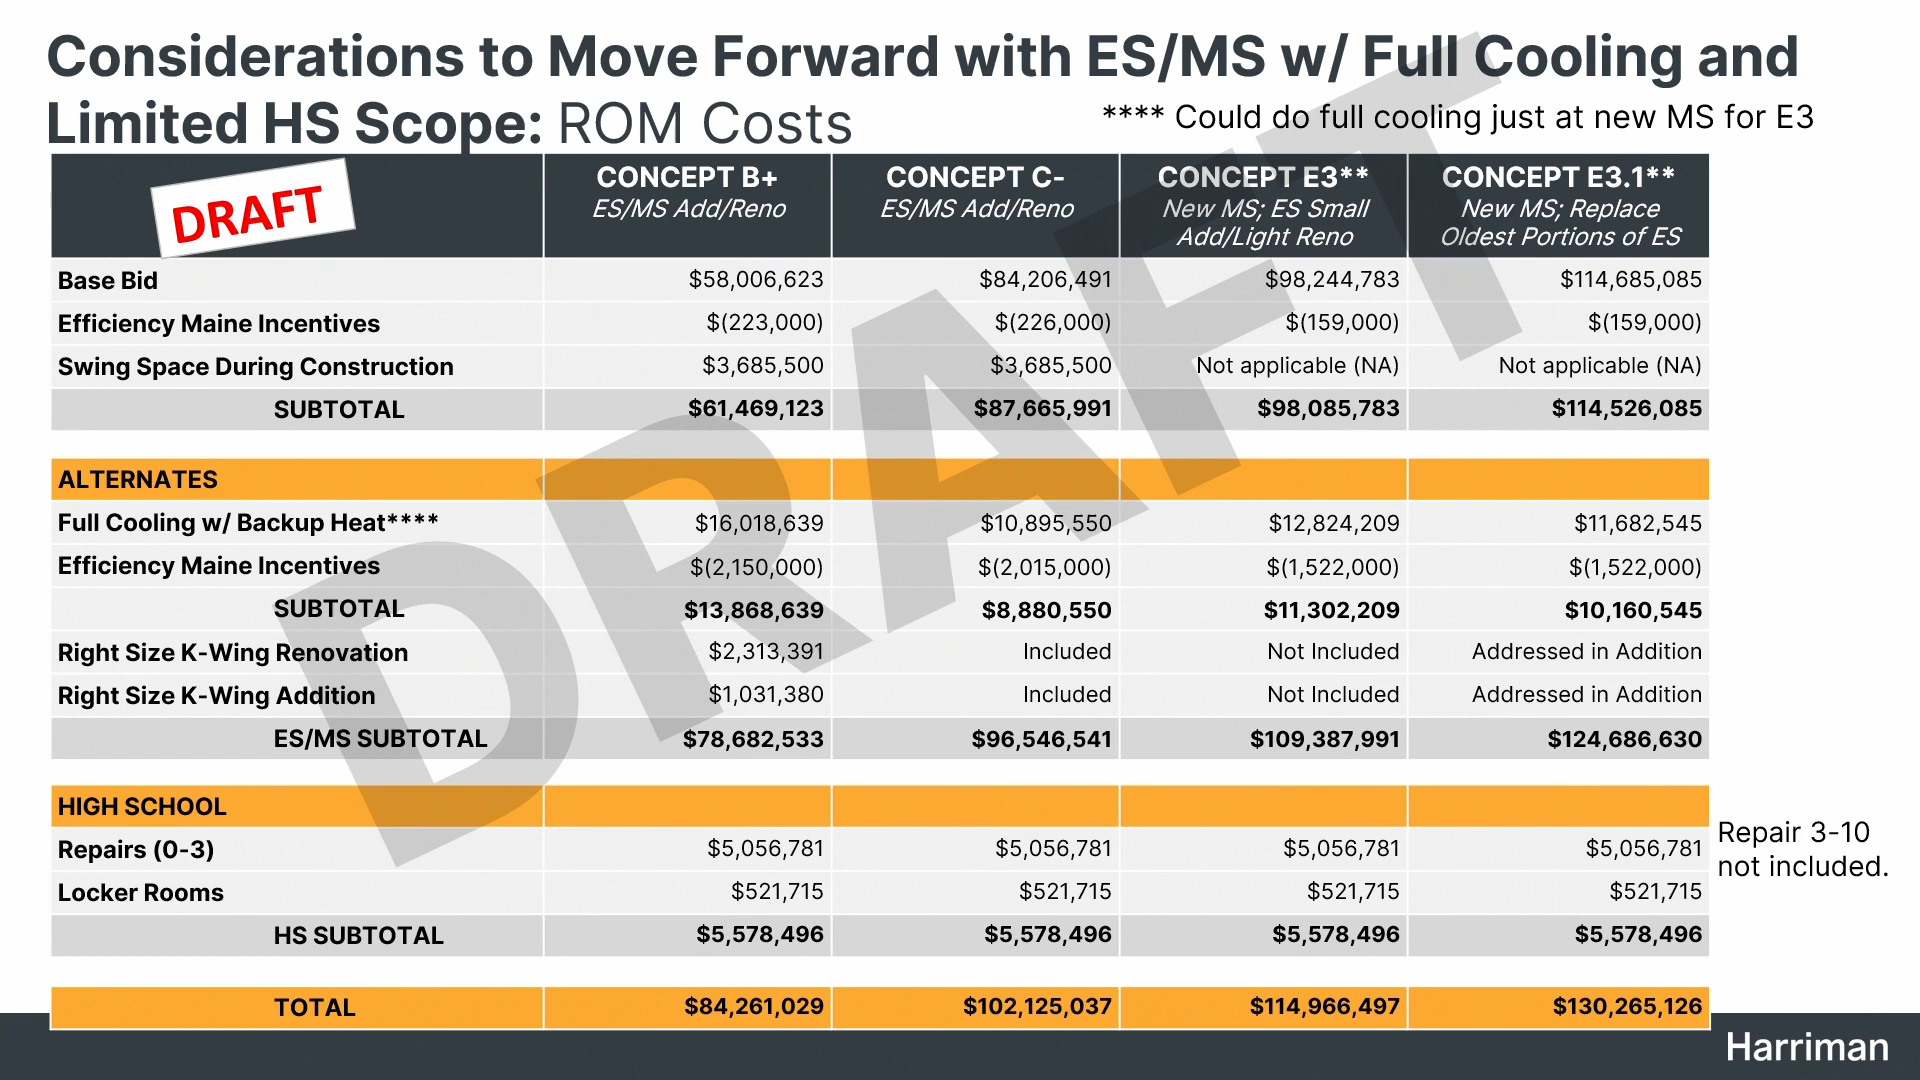 Considerations to Move Forward with ES/MS w/ Full Cooling and
Limited HS Scope: ROM Costs
**** Could do full cooling just at new MS for E3
DRAFT
CONCEPT B+ CONCEPT C- CONCEPT E3** CONCEPT E3.1**
ES/MS Add/Reno ES/MS Add/Reno New MS; ES Small New MS; Replace
Add/Light Reno Oldest Portions of ES
Base Bid $58,006,623 $84,206,491 $98,244,783 $114,685,085
Efficiency Maine Incentives $(223,000) $(226,000) $(159,000) $(159,000)
Swing Space During Construction $3,685,500 $3,685,500 Not applicable (NA) Not applicable (NA)
SUBTOTAL $61,469,123 $87,665,991 $98,085,783 $114,526,085
ALTERNATES
Full Cooling w/ Backup Heat**** $16,018,639 $10,895,550 $12,824,209 $11,682,545
Efficiency Maine Incentives $(2,150,000) $(2,015,000) $(1,522,000) $(1,522,000)
SUBTOTAL $13,868,639 $8,880,550 $11,302,209 $10,160,545
Right Size K-Wing Renovation $2,313,391 Included Not Included Addressed in Addition
Right Size K-Wing Addition $1,031,380 Included Not Included Addressed in Addition
ES/MS SUBTOTAL $78,682,533 $96,546,541 $109,387,991 $124,686,630
HIGH SCHOOL
Repairs (0-3) $5,056,781 $5,056,781 $5,056,781 $5,056,781
Repair 3-10
not included.
Locker Rooms $521,715 $521,715 $521,715 $521,715
HS SUBTOTAL $5,578,496 $5,578,496 $5,578,496 $5,578,496
TOTAL $84,261,029 $102,125,037 $114,966,497 $130,265,126
Harriman
DRAFT